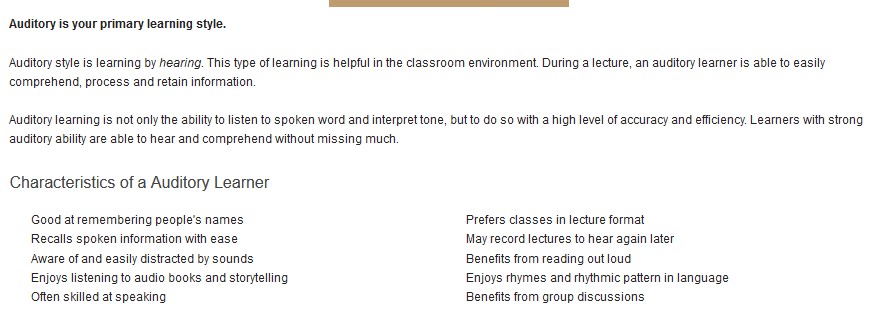 Auditory is your primary learning style.
Auditory style is learning by hearing. This type of learning is helpful in the classroom environment. During a lecture, an auditory learner is able to easily
comprehend, process and retain information.
Auditory learning is not only the ability to listen to spoken word and interpret tone, but to do so with a high level of accuracy and efficiency. Learners with strong
auditory ability are able to hear and comprehend without missing much.
Characteristics of a Auditory Learner
Good at remembering people's names
Recalls spoken information with ease
Aware of and easily distracted by sounds
Enjoys listening to audio books and storytelling
Often skilled at speaking
Prefers classes in lecture format
May record lectures to hear again later
Benefits from reading out loud
Enjoys rhymes and rhythmic pattern in language
Benefits from group discussions